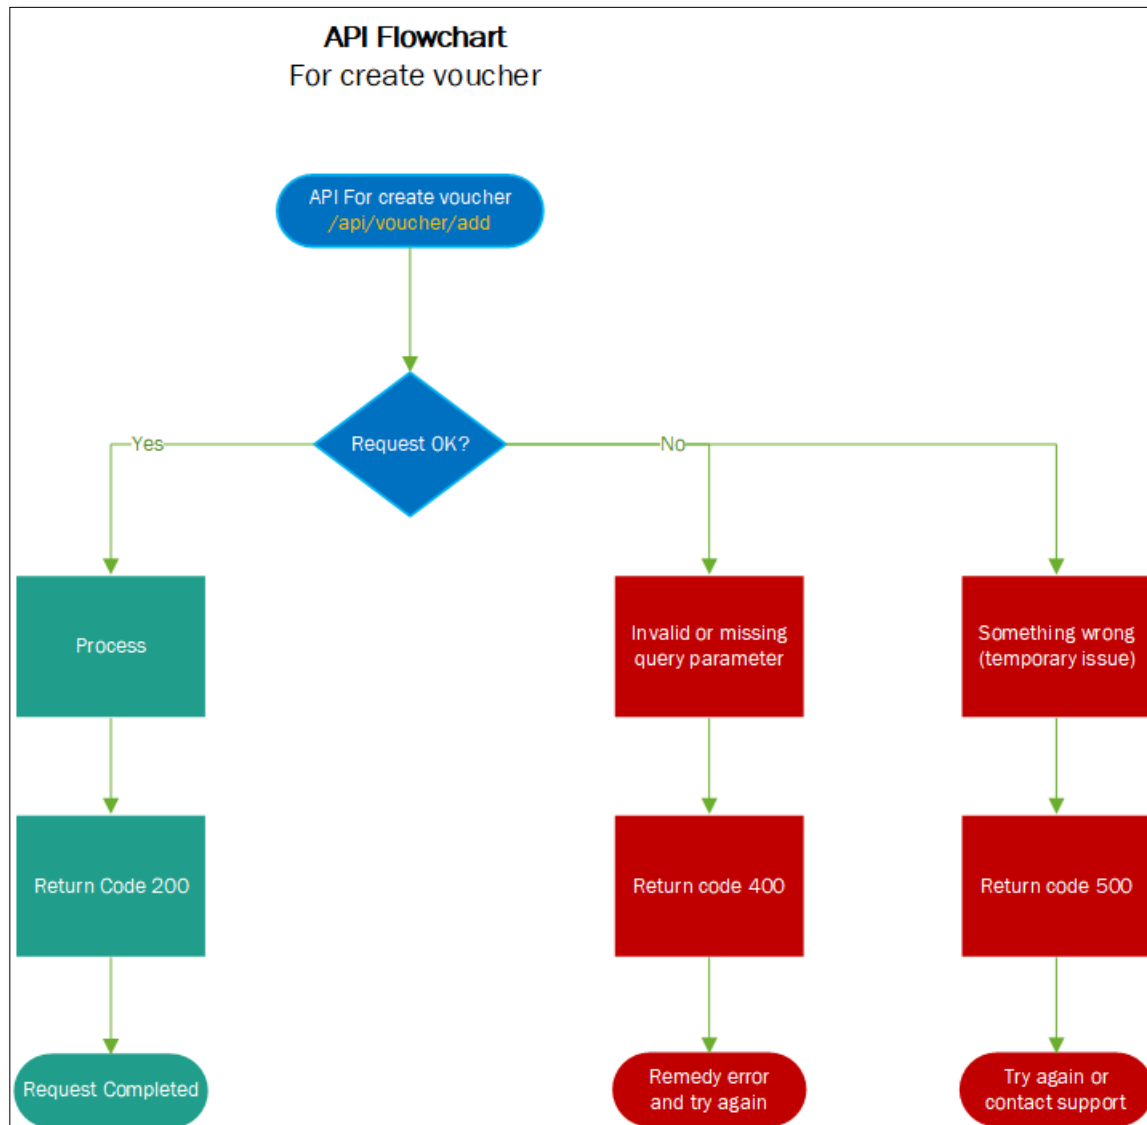 API Flowchart
For create voucher
API For create voucher
/api/voucher/add
Request OK?
Yes
No
Process
Invalid or missing
query parameter
Something wrong
(temporary issue)
Return Code 200
Return code 400
Return code 500
Request Completed
Remedy error
and try again
Try again or
contact support